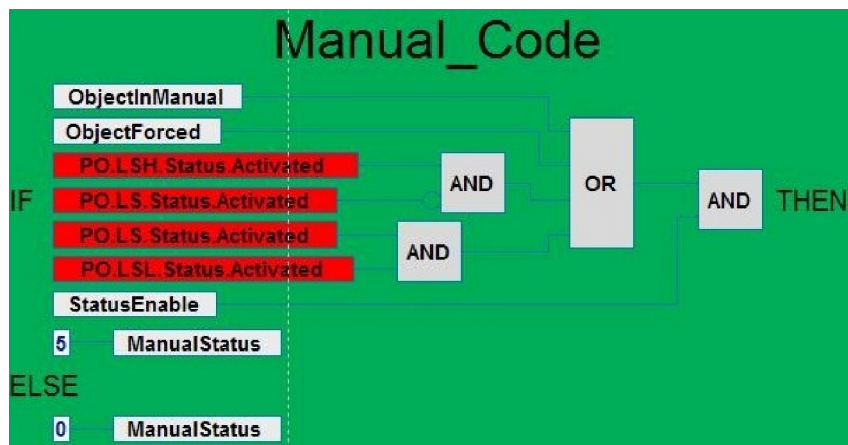 Manual_Code
ObjectInManual
ObjectForced
PO.LSH.Status.Activated
AND
OR
IF
PO.LS.Status.Activated
AND
THEN
PO.LS.Status.Activated
AND
PO.LSL.Status.Activated
StatusEnable
5 ManualStatus
ELSE
0 ManualStatus